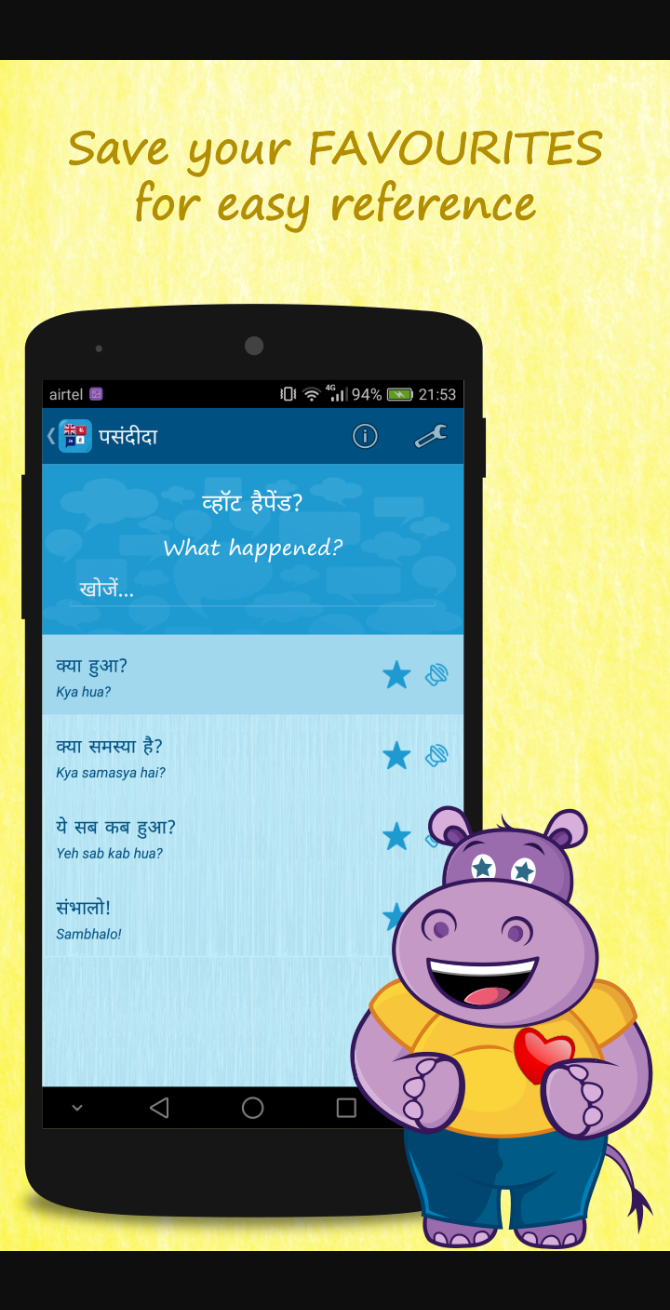 Save your FAVOURITES
for easy reference
airtel 4G 94% 21:53
पसंदीदा
व्हॉट हैपेंड?
What happened?
खोजें...
क्या हुआ?
Kya hua?
क्या समस्या है?
Kya samasya hai?
ये सब कब हुआ?
Yeh sab kab hua?
संभालो!
Sambhalo!